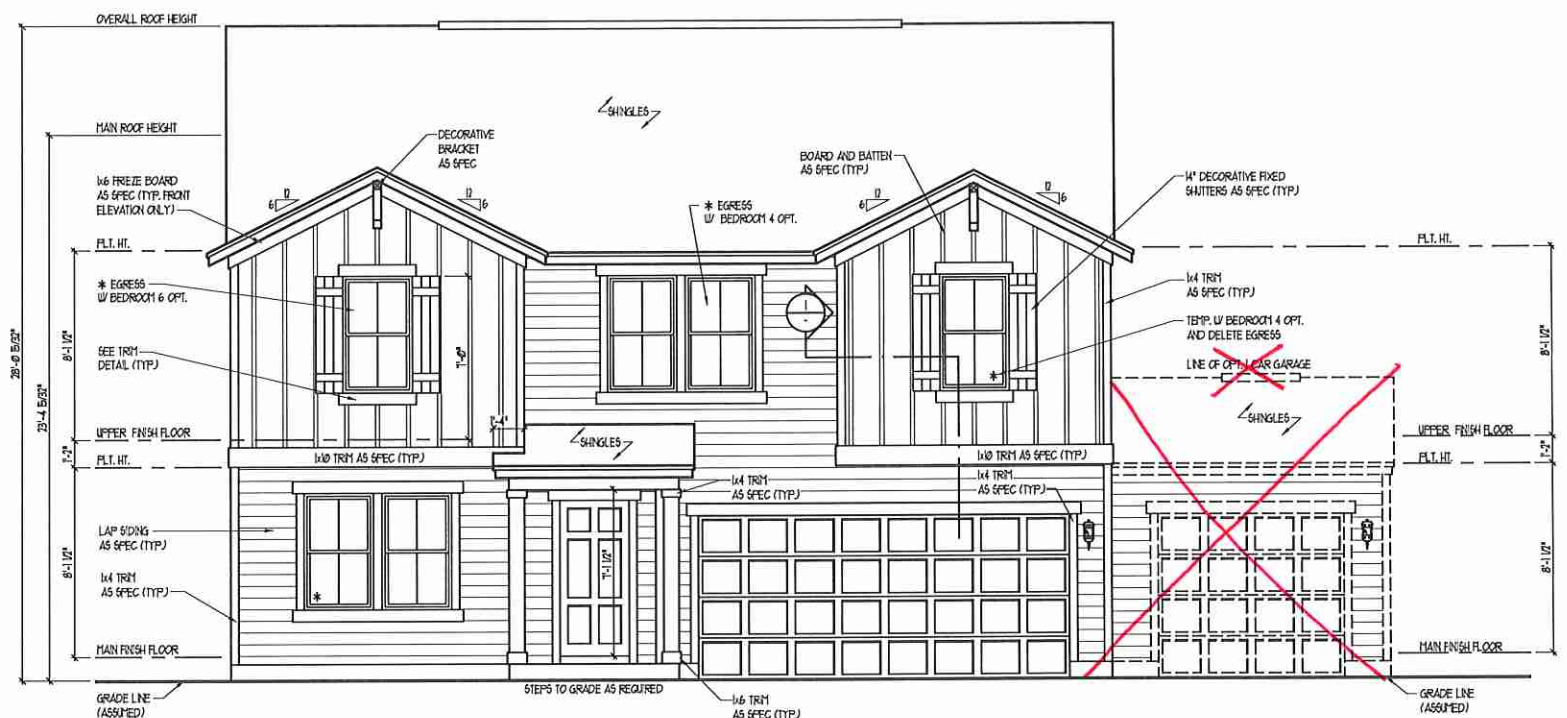 OVERALL ROOF HEIGHT
SHINGLES
MAIN ROOF HEIGHT
DECORATIVE
BRACKET
AS SPEC
BOARD AND BATTEN
AS SPEC (TYP.)
14" DECORATIVE FIXED
SHUTTERS AS SPEC (TYP.)
1x6 FREIZE BOARD
AS SPEC (TYP. FRONT
ELEVATION ONLY)
12
6
12
6
12
6
12
6
* EGRESS
W/ BEDROOM 4 OPT.
PLT. HT.
PLT. HT.
* EGRESS
W/ BEDROOM 6 OPT.
1x4 TRIM
AS SPEC (TYP.)
TEMP. W/ BEDROOM 4 OPT.
AND DELETE EGRESS
SEE TRIM
DETAIL (TYP.)
LINE OF OPT. 1 CAR GARAGE
28'-0 15/32"
23'-4 15/32"
8'-1 1/2"
7'-0"
*
8'-1 1/2"
SHINGLES
UPPER FINISH FLOOR
SHINGLES
UPPER FINISH FLOOR
1'-2"
1x10 TRIM AS SPEC (TYP.)
1x10 TRIM AS SPEC (TYP.)
1'-2"
PLT. HT.
PLT. HT.
1x4 TRIM
AS SPEC (TYP.)
1x4 TRIM
AS SPEC (TYP.)
LAP SIDING
AS SPEC (TYP.)
8'-1 1/2"
7'-1 1/2"
8'-1 1/2"
1x4 TRIM
AS SPEC (TYP.)
*
MAIN FINISH FLOOR
MAIN FINISH FLOOR
GRADE LINE
(ASSUMED)
STEPS TO GRADE AS REQUIRED
1x6 TRIM
AS SPEC (TYP.)
GRADE LINE
(ASSUMED)